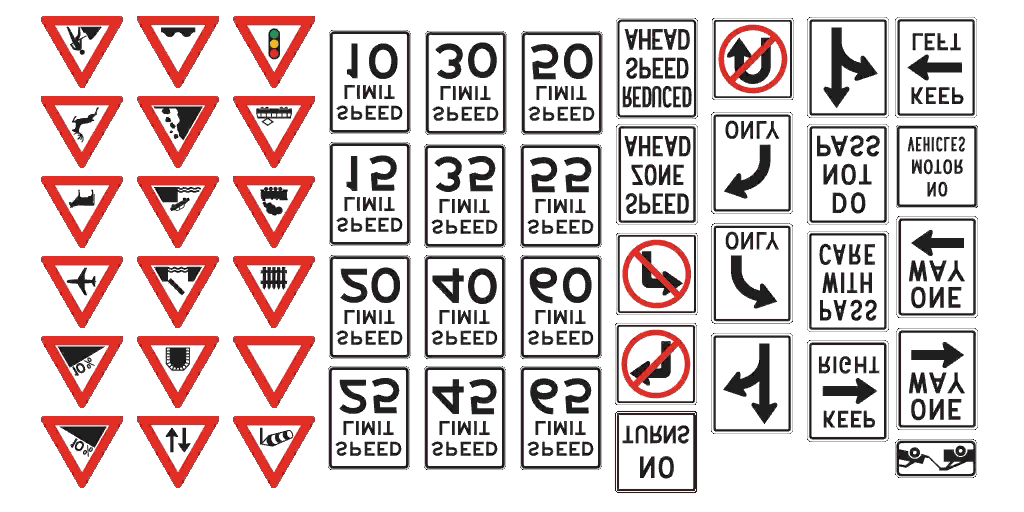 10%
10%
SPEED
LIMIT
10
SPEED
LIMIT
15
SPEED
LIMIT
20
SPEED
LIMIT
25
SPEED
LIMIT
30
SPEED
LIMIT
35
SPEED
LIMIT
40
SPEED
LIMIT
45
SPEED
LIMIT
50
SPEED
LIMIT
55
SPEED
LIMIT
60
SPEED
LIMIT
65
REDUCED
SPEED
AHEAD
SPEED
ZONE
AHEAD
NO
TURNS
ONLY
ONLY
DO
NOT
PASS
PASS
WITH
CARE
KEEP
RIGHT
KEEP
LEFT
NO
MOTOR
VEHICLES
ONE
WAY
ONE
WAY